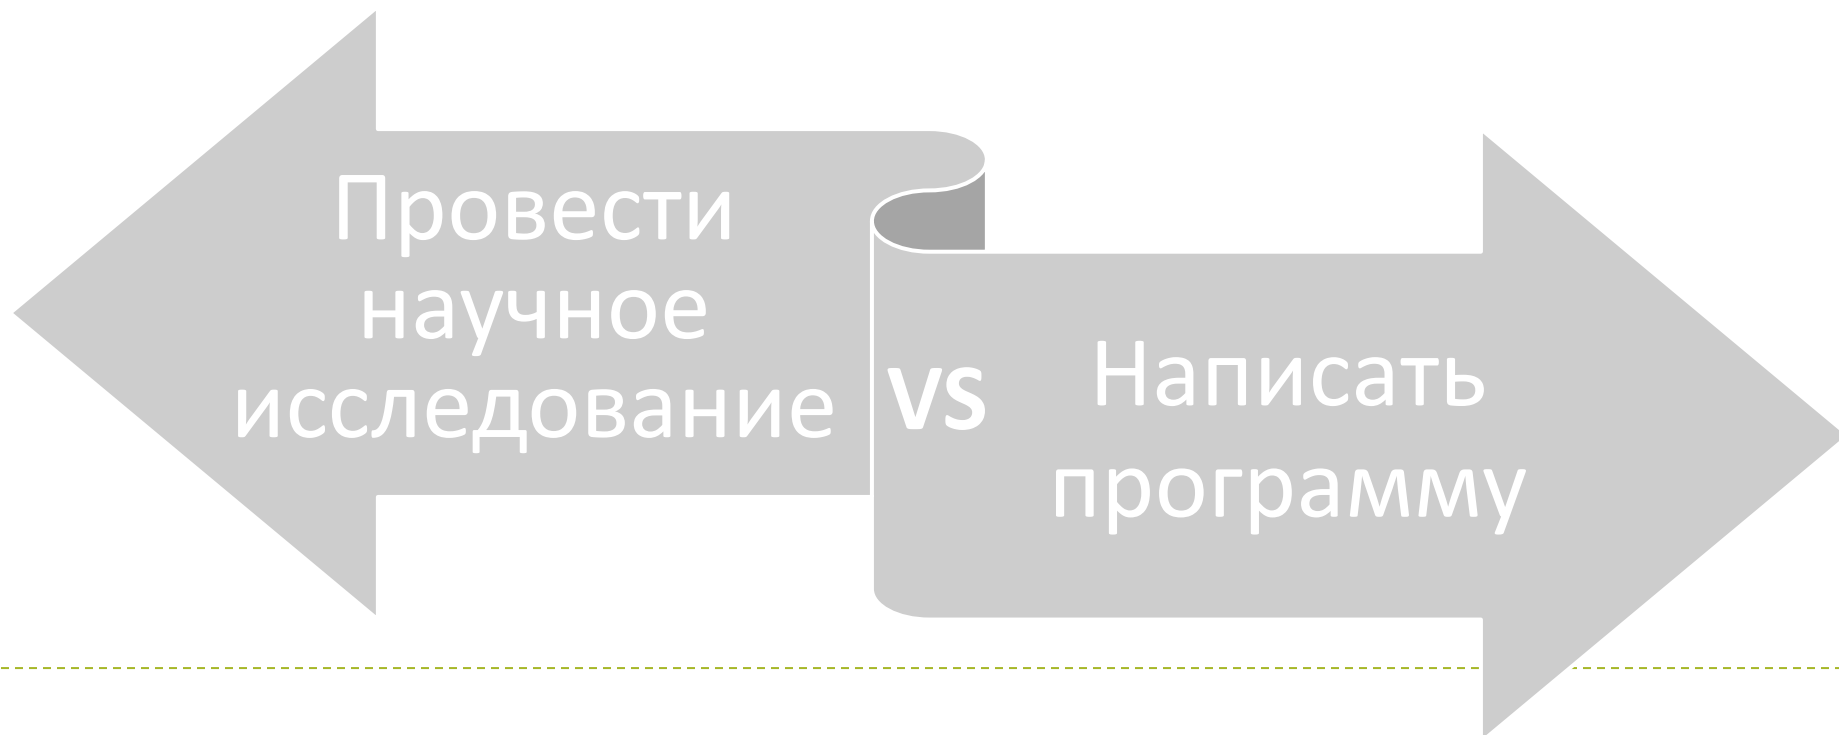 Провести
научное
исследование
VS
Написать
программу